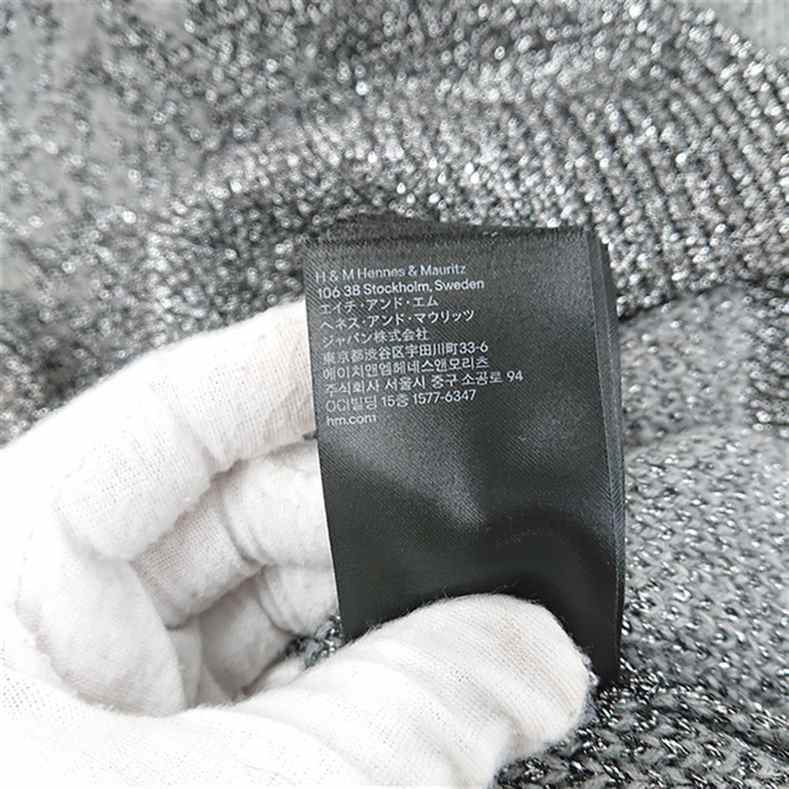 H & M Hennes & Mauritz
106 38 Stockholm, Sweden
エイチ・アンド・エム
ヘネス・アンド・マウリッツ
ジャパン株式会社
東京都渋谷区宇田川町33-6
에이치앤엠헤네스앤모리츠
주식회사 서울시 중구 소공로 94
OCI빌딩 15층 1577-6347
hm.com